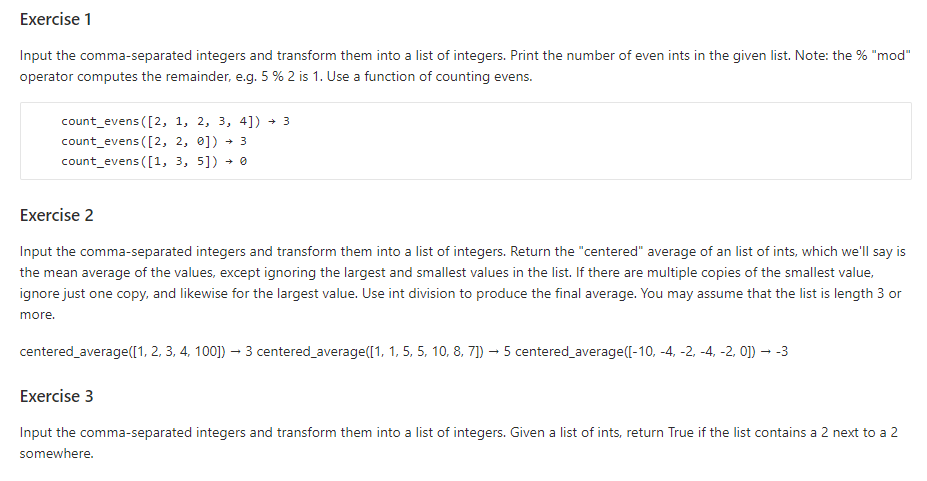 Exercise 1
Input the comma-separated integers and transform them into a list of integers. Print the number of even ints in the given list. Note: the % "mod"
operator computes the remainder, e.g. 5 % 2 is 1. Use a function of counting evens.
count_evens([2, 1, 2, 3, 4]) → 3
count_evens([2, 2, 0]) → 3
count_evens([1, 3, 5]) → 0
Exercise 2
Input the comma-separated integers and transform them into a list of integers. Return the "centered" average of an list of ints, which we'll say is
the mean average of the values, except ignoring the largest and smallest values in the list. If there are multiple copies of the smallest value,
ignore just one copy, and likewise for the largest value. Use int division to produce the final average. You may assume that the list is length 3 or
more.
centered_average([1, 2, 3, 4, 100]) → 3 centered_average([1, 1, 5, 5, 10, 8, 7]) → 5 centered_average([-10, -4, -2, -4, -2, 0]) → -3
Exercise 3
Input the comma-separated integers and transform them into a list of integers. Given a list of ints, return True if the list contains a 2 next to a 2
somewhere.